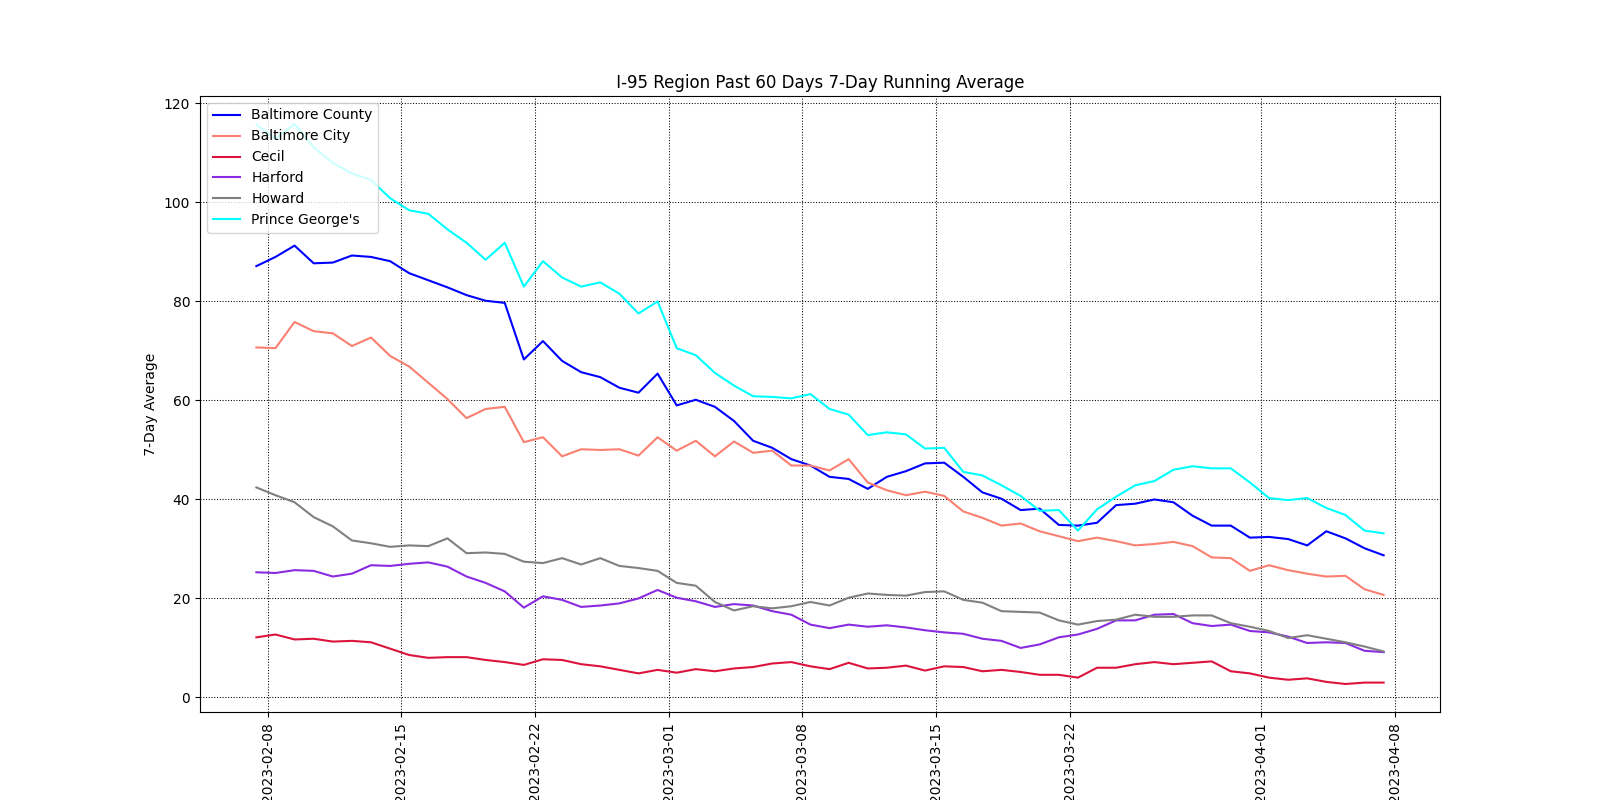 I-95 Region Past 60 Days 7-Day Running Average
120
100
80
60
40
20
0
7-Day Average
Baltimore County
Baltimore City
Cecil
Harford
Howard
Prince George's
2023-02-08
2023-02-15
2023-02-22
2023-03-01
2023-03-08
2023-03-15
2023-03-22
2023-04-01
2023-04-08